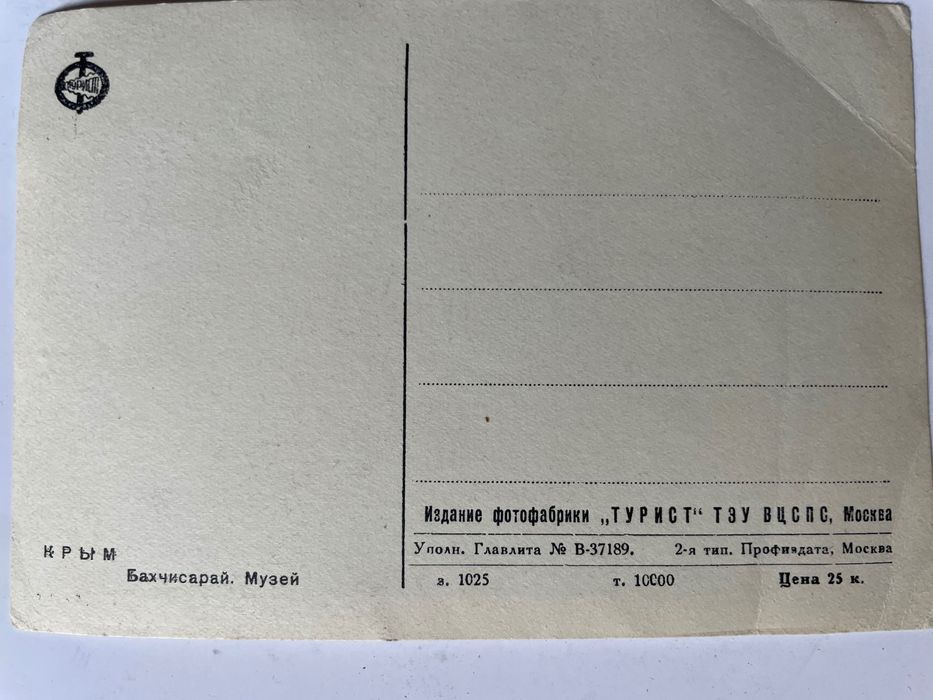 ТУРИСТ
КРЫМ
Бахчисарай. Музей
Издание фотофабрики „ТУРИСТ“ ТЭУ ВЦСПС, Москва
Уполн. Главлита № В-37189. 2-я тип. Профиздата, Москва
з. 1025 т. 10000 Цена 25 к.